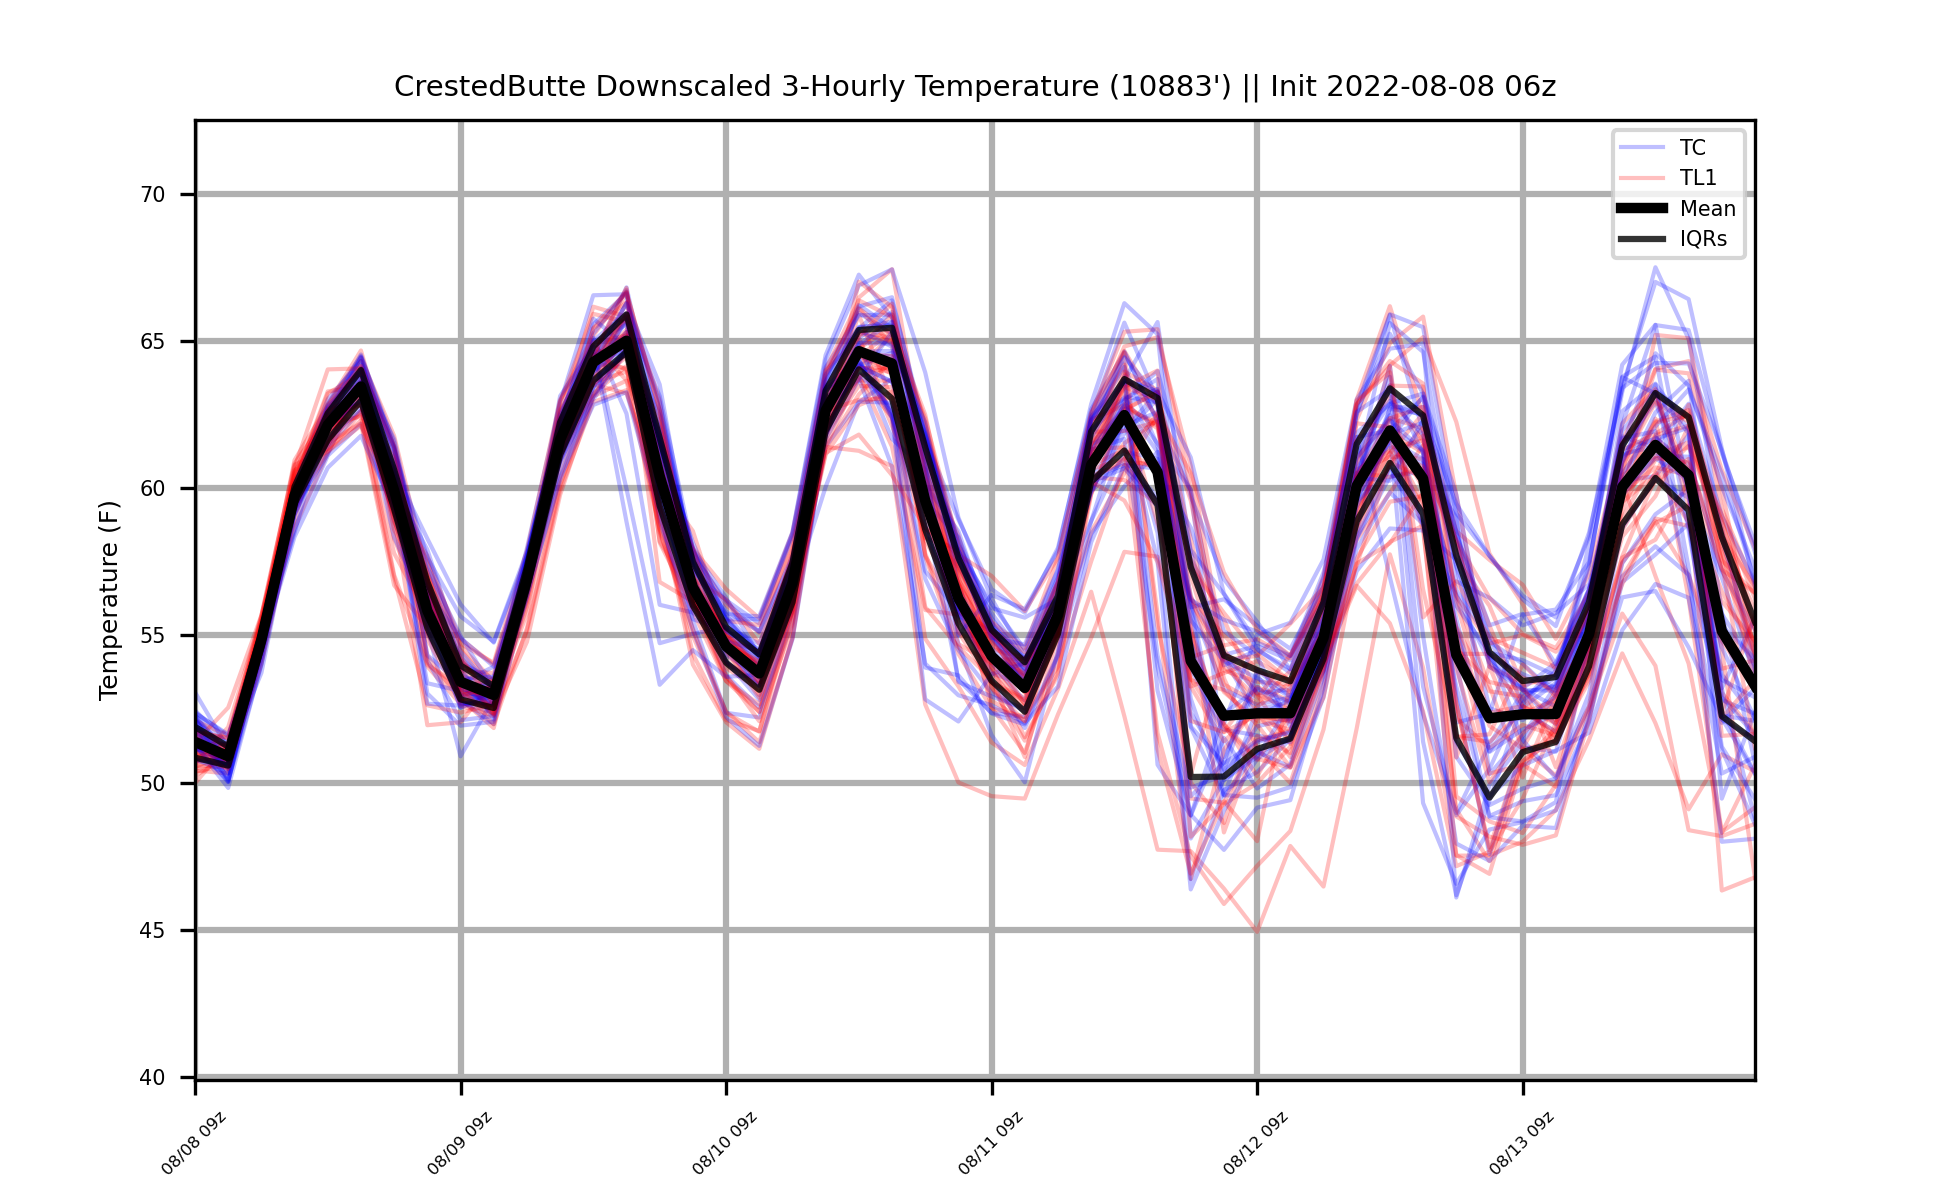 CrestedButte Downscaled 3-Hourly Temperature (10883') || Init 2022-08-08 06z
TC
TL1
Mean
IQRs
Temperature (F)
70
65
60
55
50
45
40
08/08 09z
08/09 09z
08/10 09z
08/11 09z
08/12 09z
08/13 09z